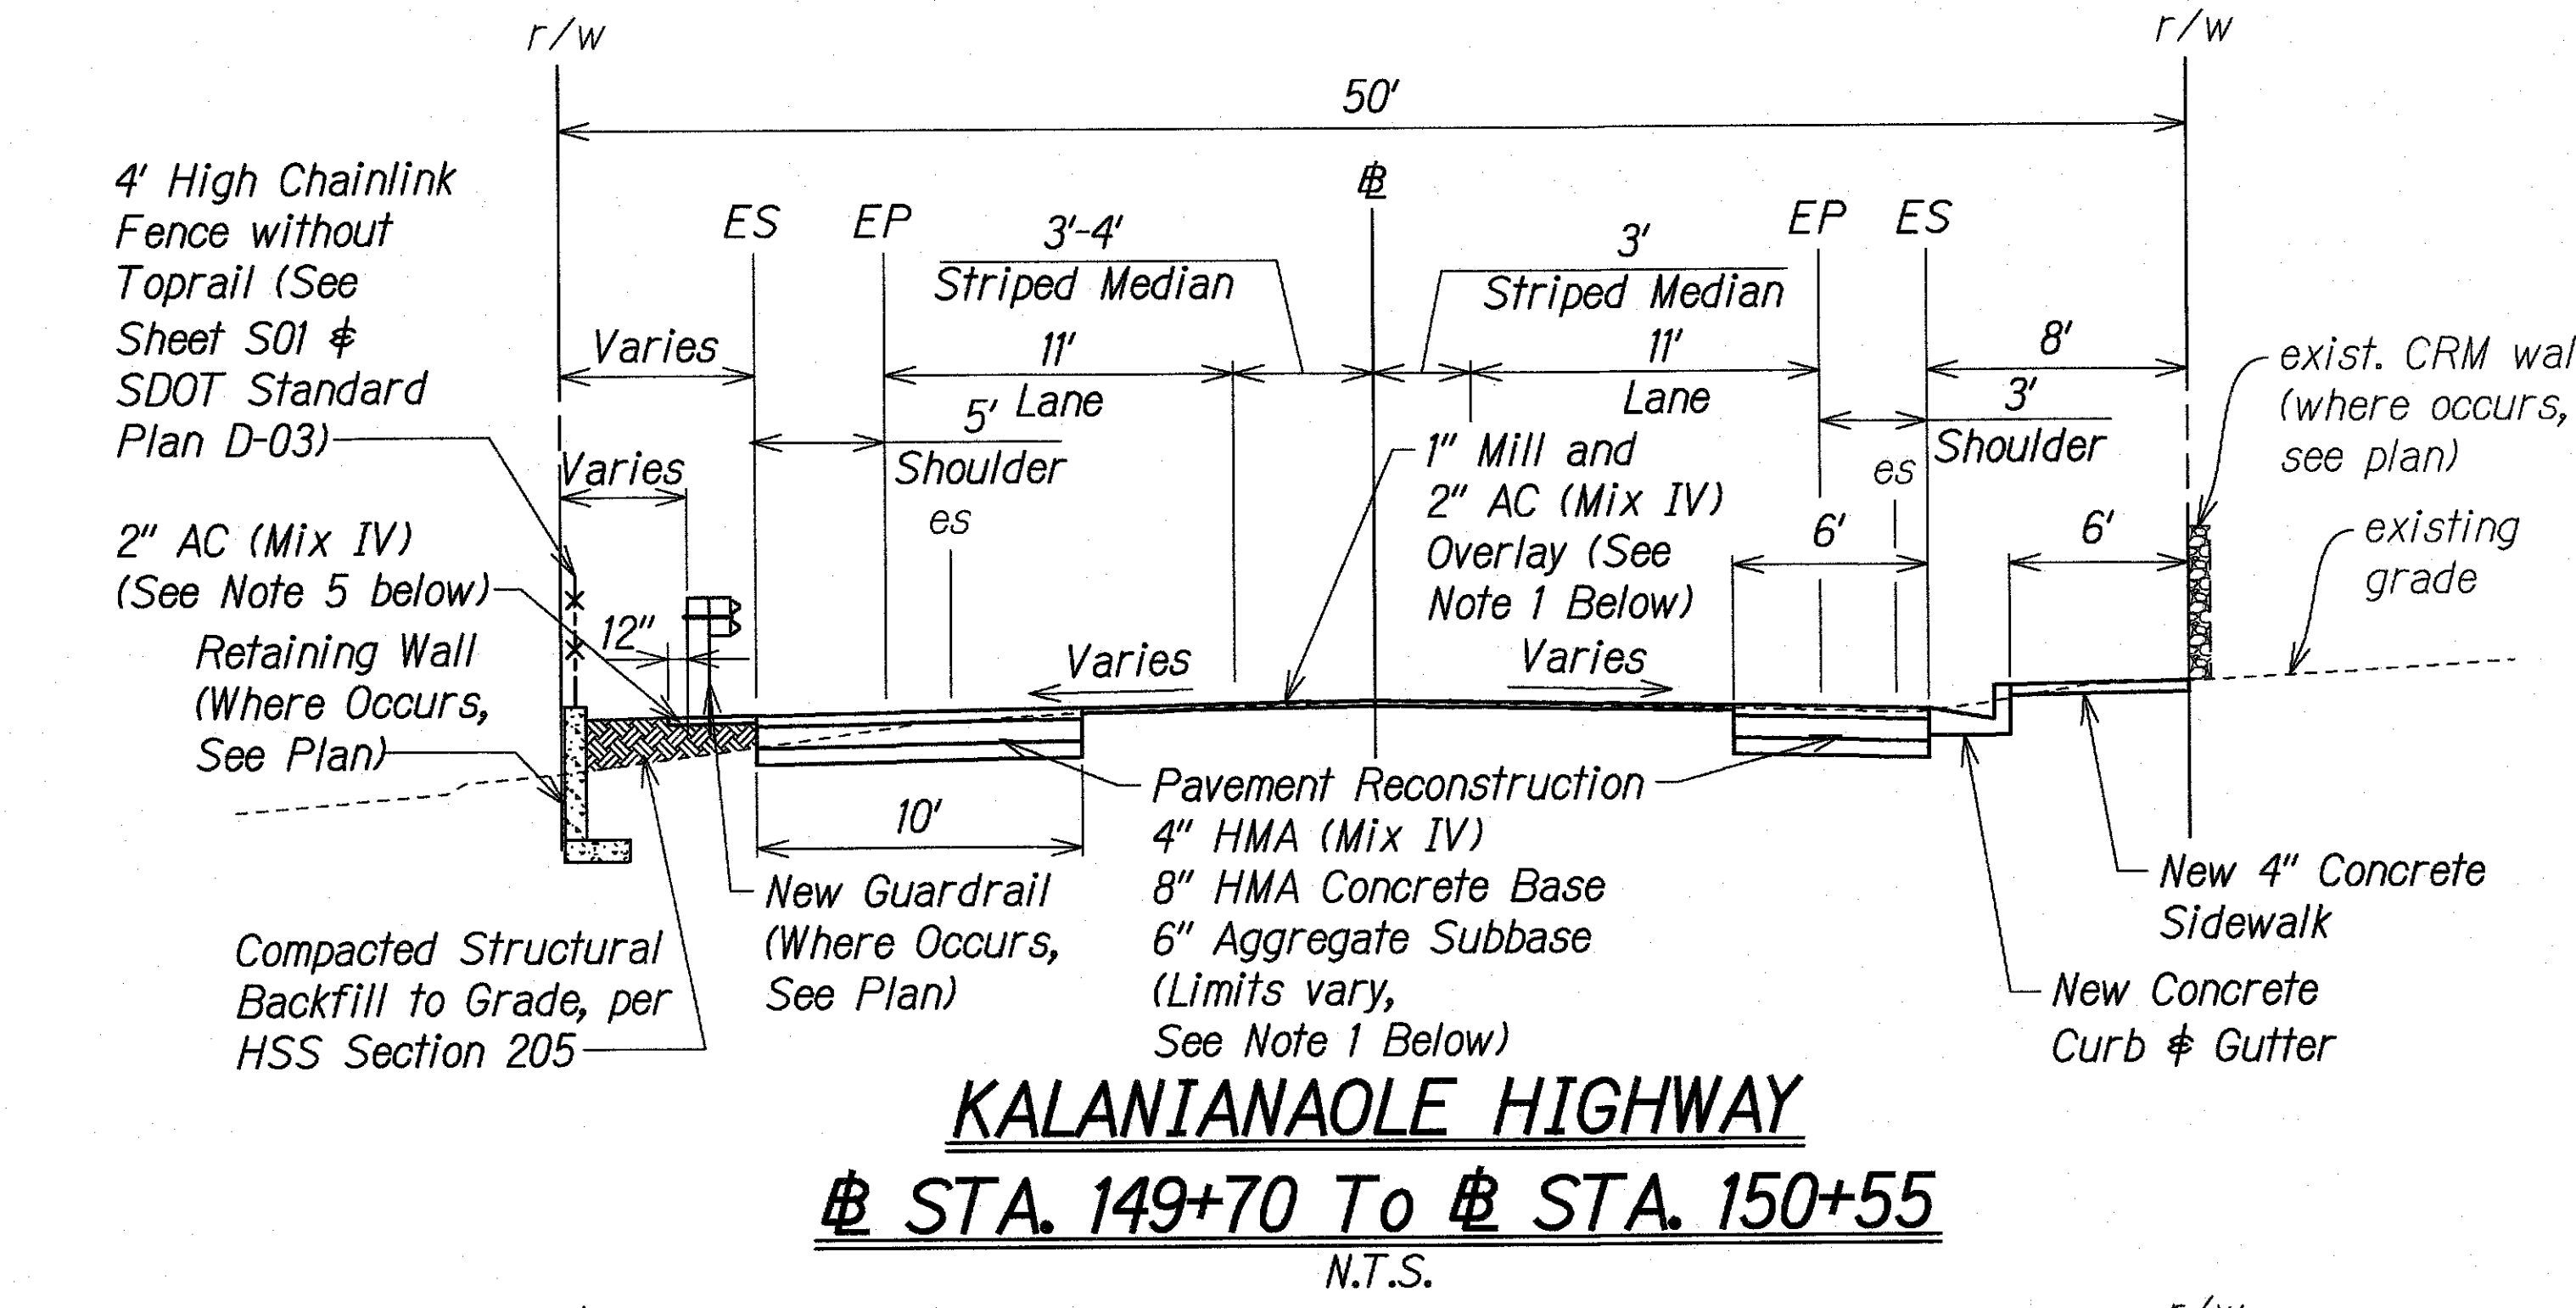 r/w
r/w
50'
4' High Chainlink
Fence without
Toprail (See
Sheet S01 &
SDOT Standard
Plan D-03)
ES
EP
3'-4'
Striped Median
BL
3'
Striped Median
EP
ES
Varies
11'
Lane
11'
Lane
8'
exist. CRM wal
(where occurs,
see plan)
5'
Shoulder
3'
Shoulder
Varies
es
es
1" Mill and
2" AC (Mix IV)
Overlay (See
Note 1 Below)
6'
6'
existing
grade
2" AC (Mix IV)
(See Note 5 below)
12"
Retaining Wall
(Where Occurs,
See Plan)
Varies
Varies
10'
Pavement Reconstruction
4" HMA (Mix IV)
8" HMA Concrete Base
6" Aggregate Subbase
(Limits vary,
See Note 1 Below)
New Guardrail
(Where Occurs,
See Plan)
Compacted Structural
Backfill to Grade, per
HSS Section 205
New 4" Concrete
Sidewalk
New Concrete
Curb & Gutter
KALANIANAOLE HIGHWAY
BL STA. 149+70 To BL STA. 150+55
N.T.S.
r/w